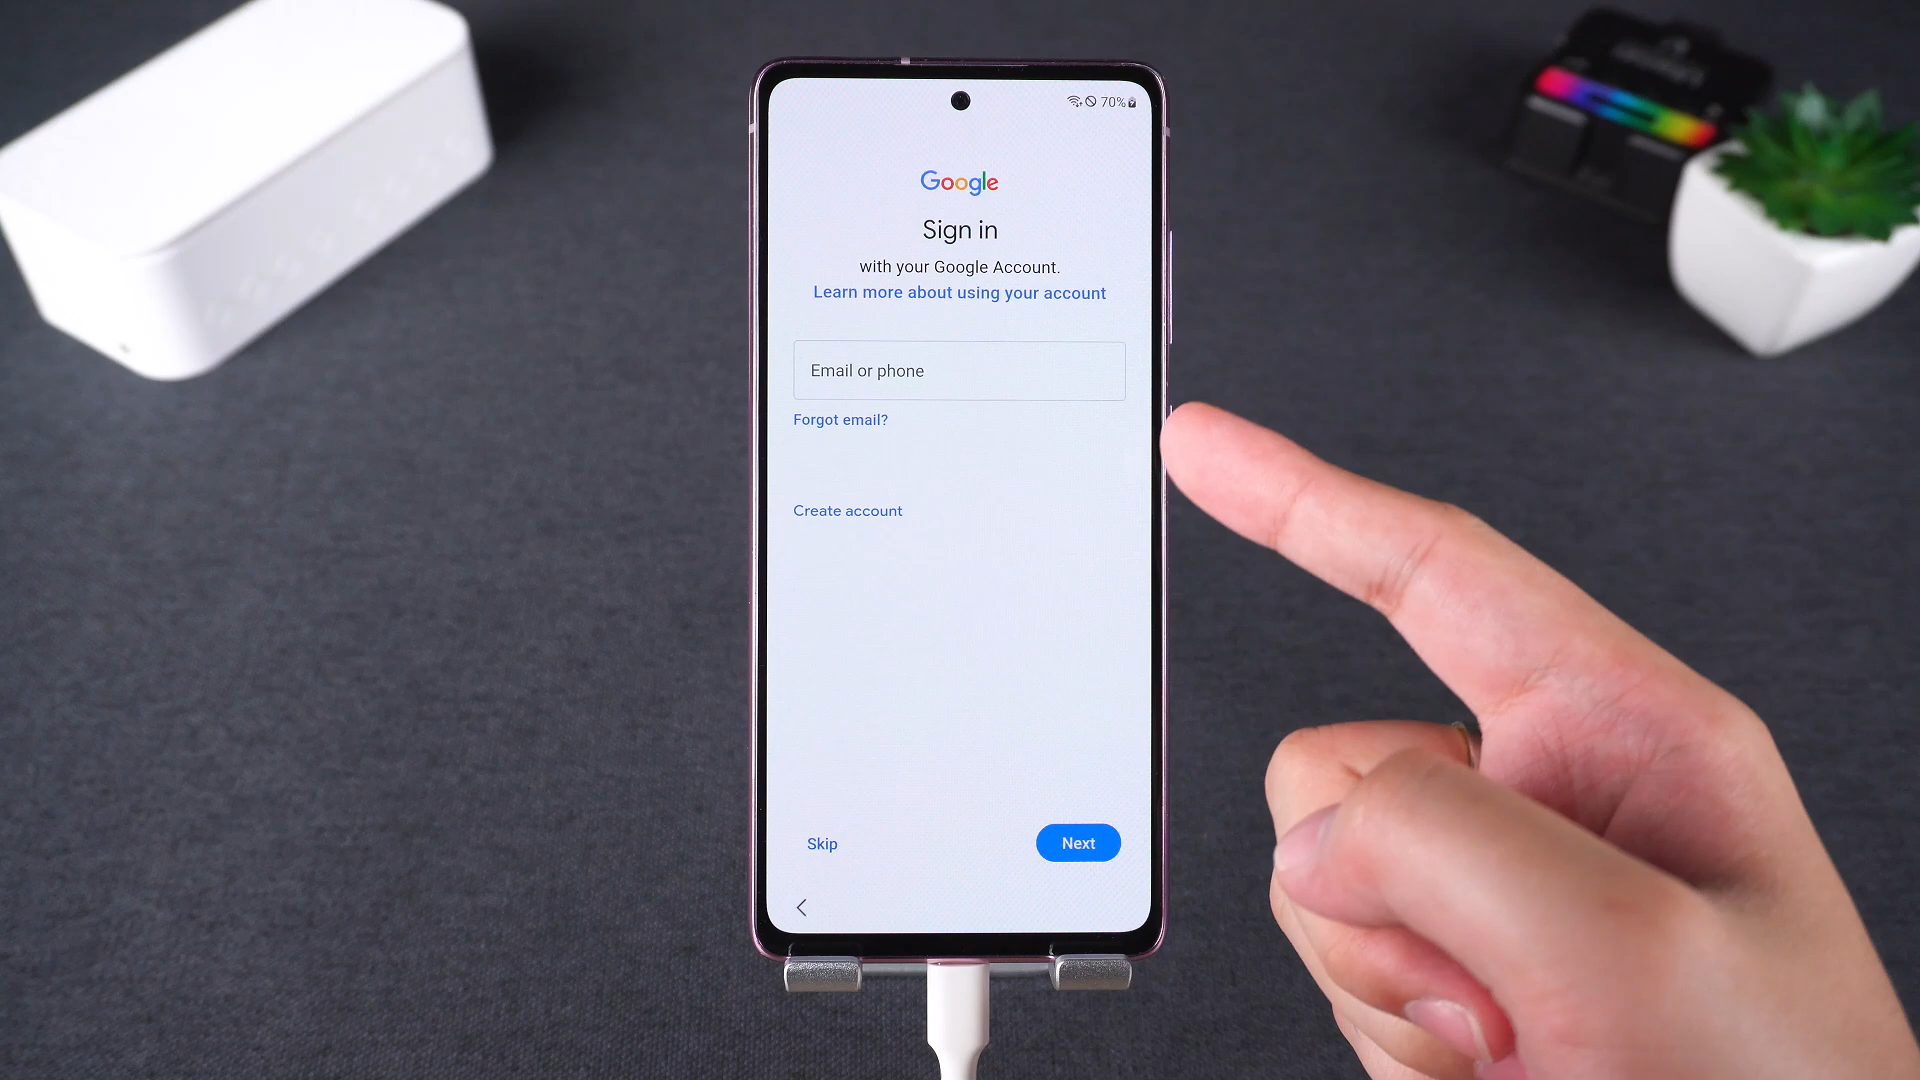 70%
Google
Sign in
with your Google Account.
Learn more about using your account
Email or phone
Forgot email?
Create account
Skip
Next